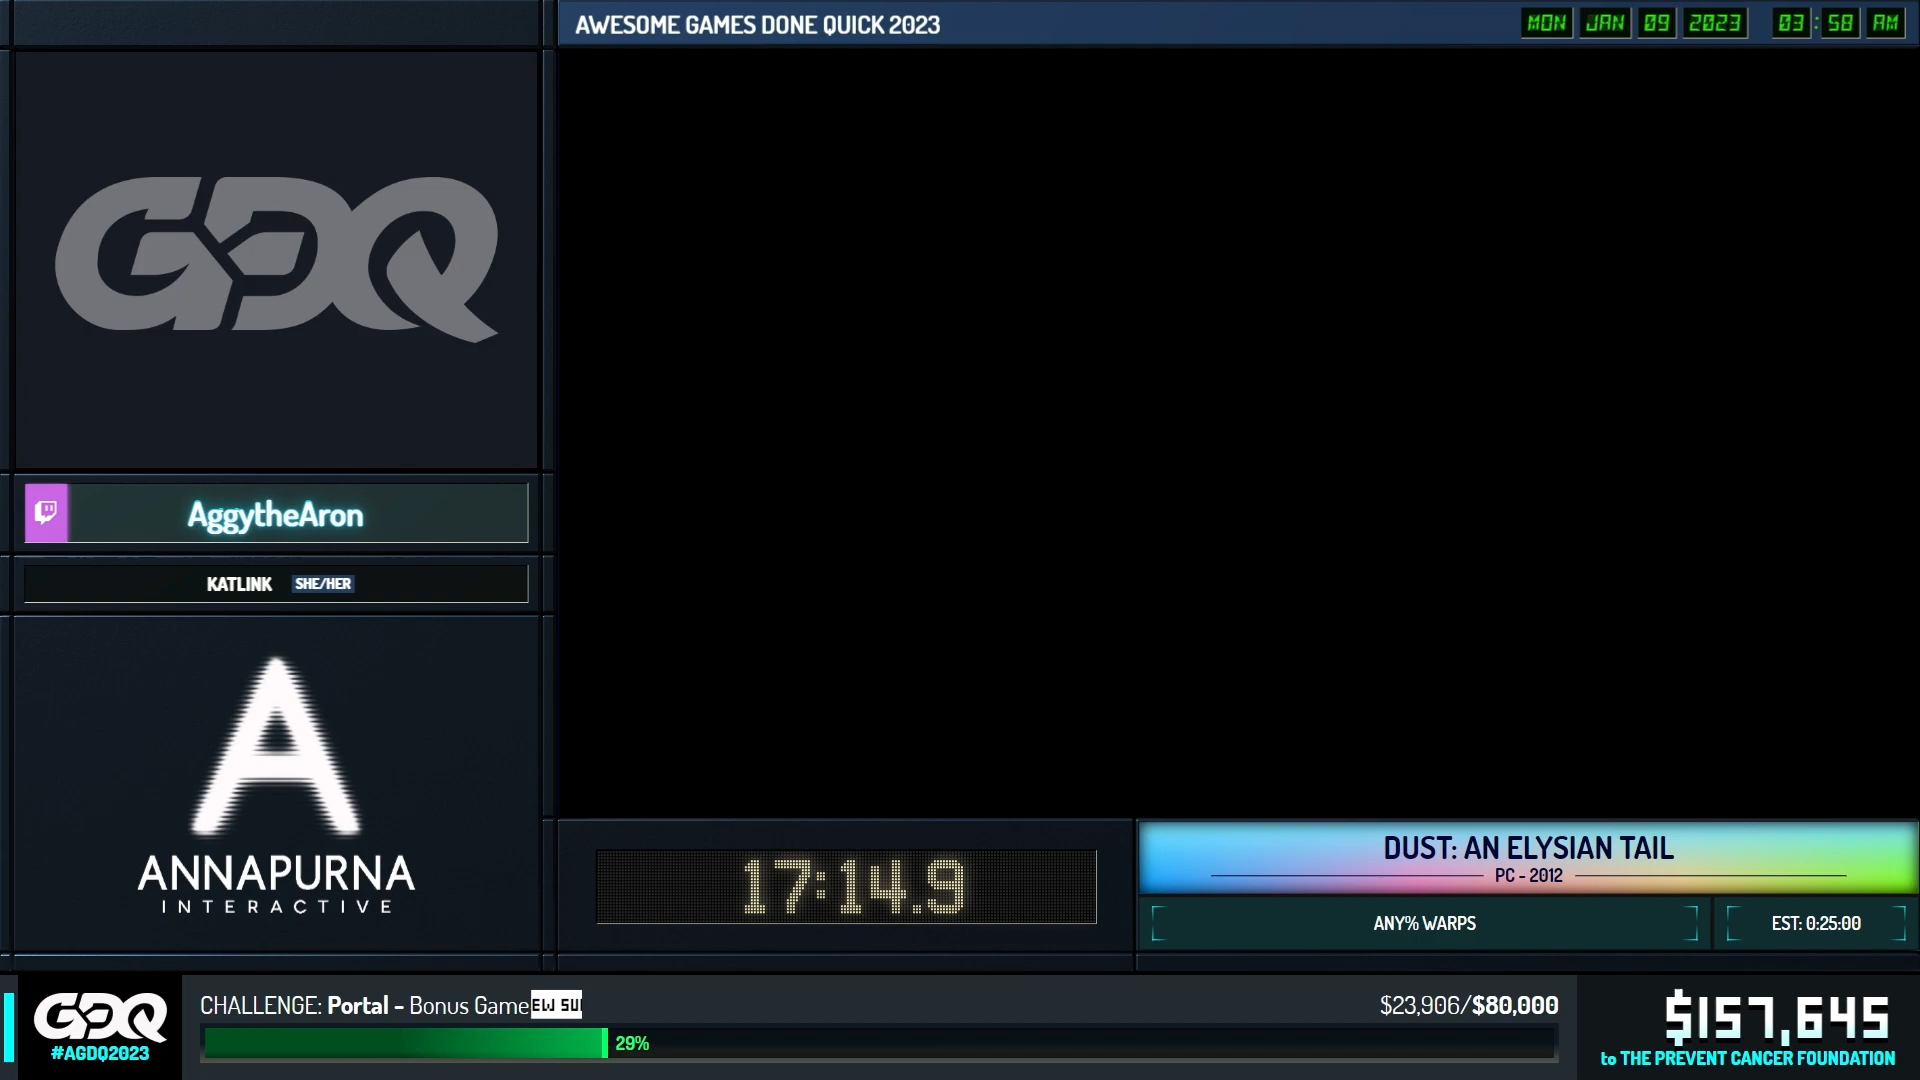 AWESOME GAMES DONE QUICK 2023
MON JAN 09 2023 03:58 AM
GDQ
AggytheAron
KATLINK SHE/HER
A
ANNAPURNA
INTERACTIVE
17:14.9
DUST: AN ELYSIAN TAIL
PC - 2012
ANY% WARPS
EST: 0:25:00
GDQ
#AGDQ2023
CHALLENGE: Portal - Bonus Game
$23,906/$80,000
29%
$157,645
to THE PREVENT CANCER FOUNDATION